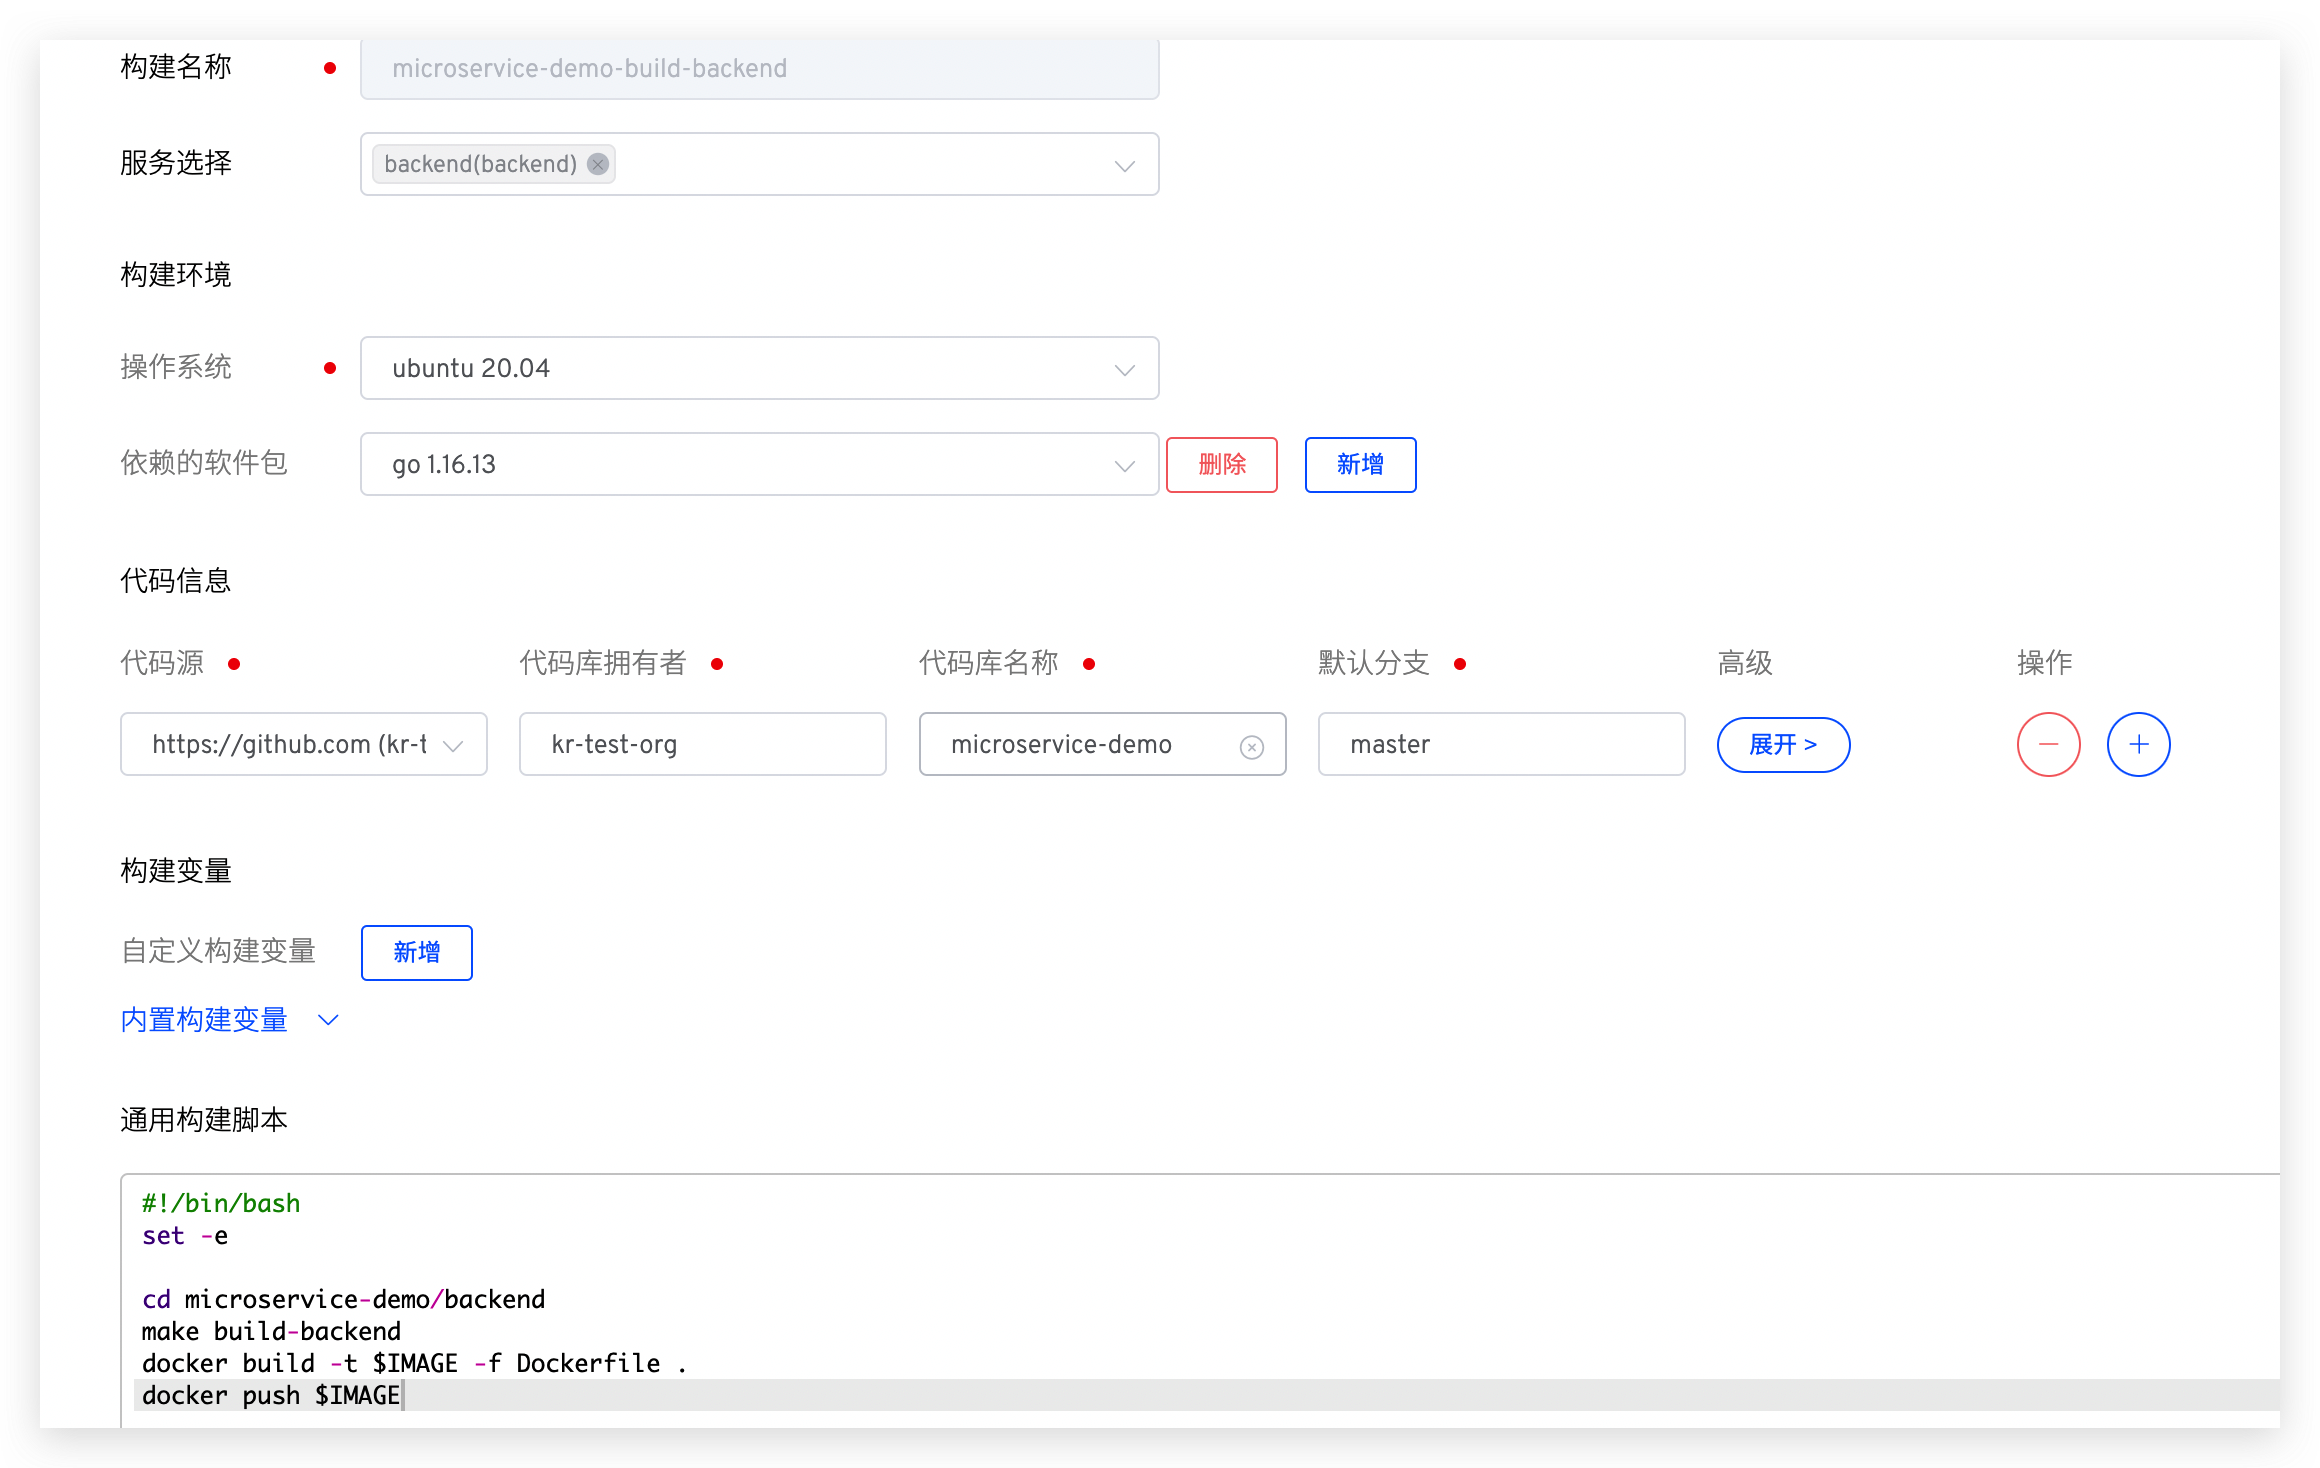 构建名称 microservice-demo-build-backend
服务选择 backend(backend)
构建环境
操作系统 ubuntu 20.04
依赖的软件包 go 1.16.13 删除 新增
代码信息
代码源 代码库拥有者 代码库名称 默认分支 高级 操作
https://github.com (kr-t kr-test-org microservice-demo master 展开 >
构建变量
自定义构建变量 新增
内置构建变量
通用构建脚本
#!/bin/bash
set -e
cd microservice-demo/backend
make build-backend
docker build -t $IMAGE -f Dockerfile .
docker push $IMAGE